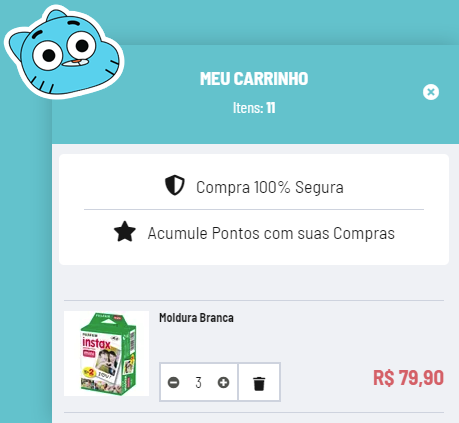 MEU CARRINHO
Itens: 11
Compra 100% Segura
Acumule Pontos com suas Compras
Moldura Branca
FUJIFILM
instax
mini
3
R$ 79,90